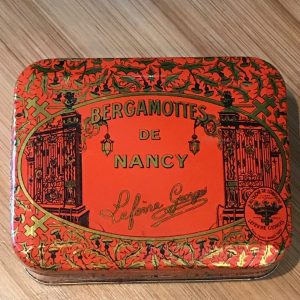 BERGAMOTTES
DE
NANCY
Lefèvre Georges